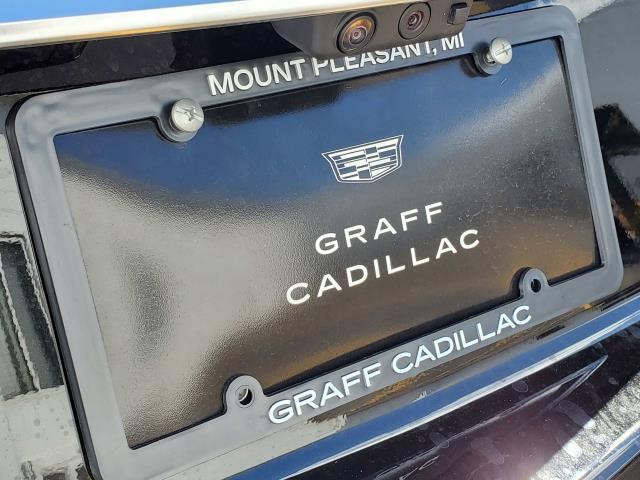 MOUNT PLEASANT, MI
GRAFF
CADILLAC
GRAFF CADILLAC